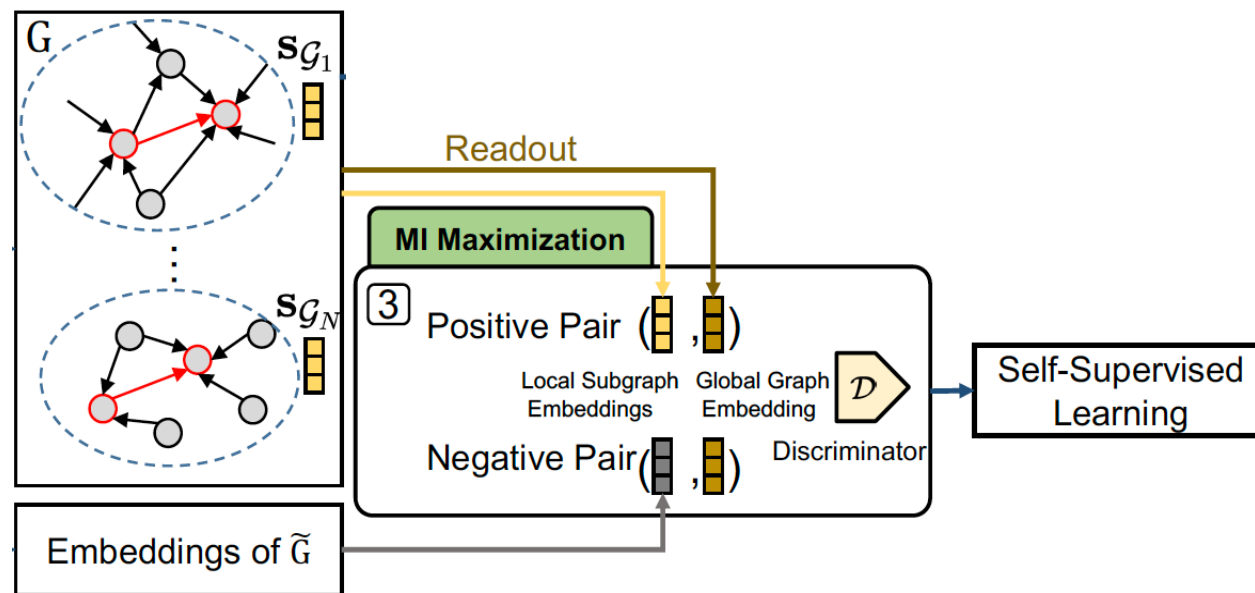 G
s𝒢₁
⋮
s𝒢_N
Readout
MI Maximization
3
Positive Pair ( , )
Local Subgraph Embeddings
Global Graph Embedding
𝒟
Discriminator
Negative Pair( , )
Self-Supervised
Learning
Embeddings of G̃